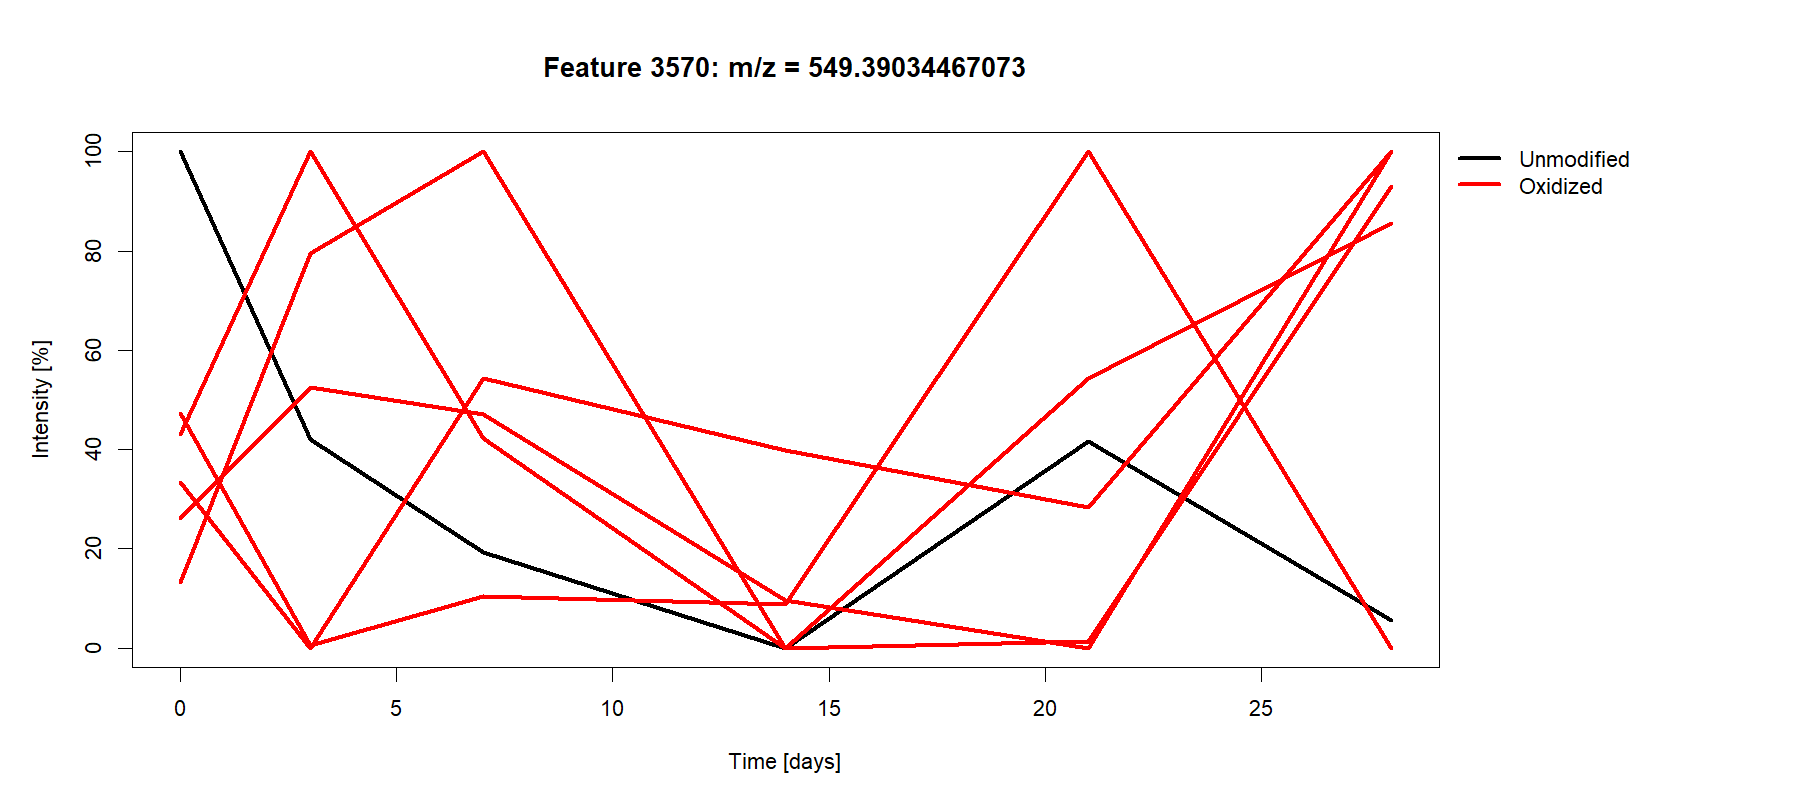 Feature 3570: m/z = 549.39034467073
Unmodified
Oxidized
Intensity [%]
100
80
60
40
20
0
0 5 10 15 20 25
Time [days]